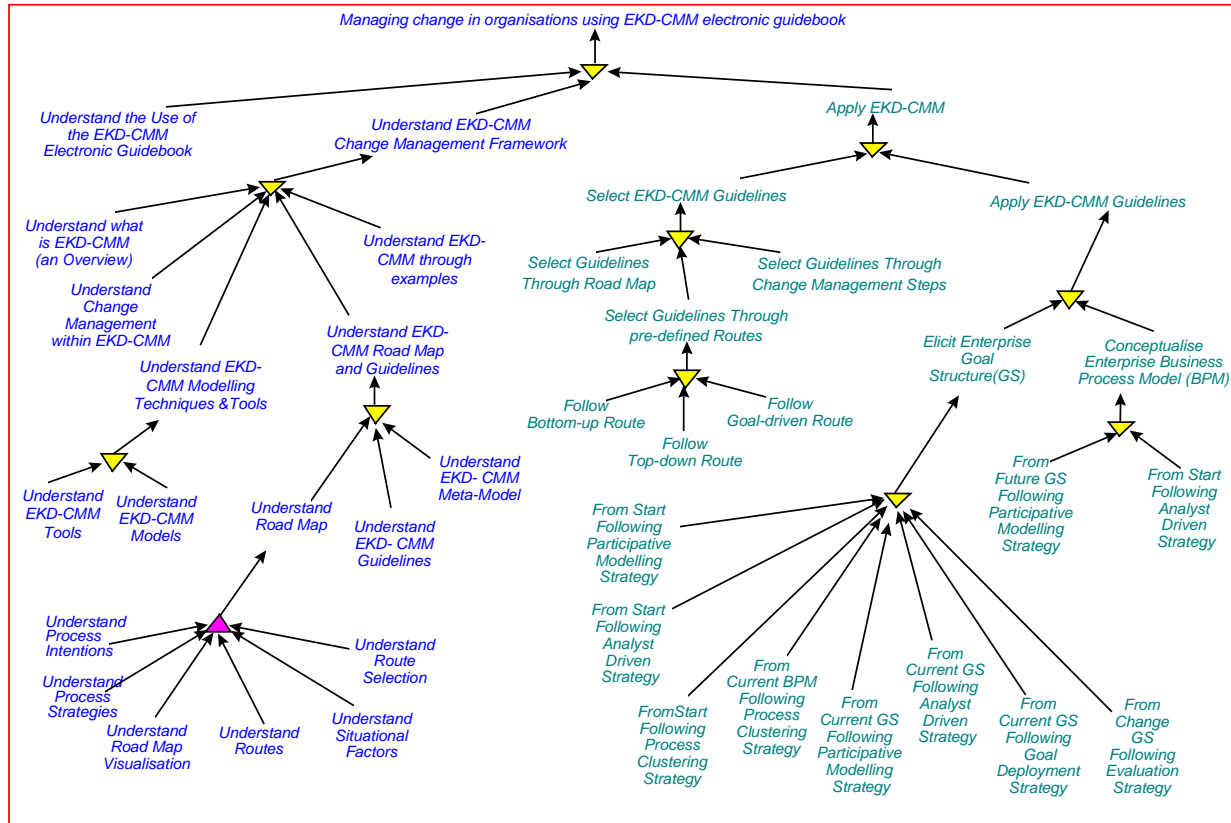 Managing change in organisations using EKD-CMM electronic guidebook
Understand the Use of
the EKD-CMM
Electronic Guidebook
Understand EKD-CMM
Change Management Framework
Apply EKD-CMM
Understand what
is EKD-CMM
(an Overview)
Understand
Change
Management
within EKD-CMM
Understand EKD-
CMM Modelling
Techniques &Tools
Understand EKD-
CMM Road Map
and Guidelines
Understand EKD-
CMM through
examples
Select EKD-CMM Guidelines
Apply EKD-CMM Guidelines
Select Guidelines
Through Road Map
Select Guidelines Through
pre-defined Routes
Select Guidelines Through
Change Management Steps
Elicit Enterprise
Goal
Structure(GS)
Conceptualise
Enterprise Business
Process Model (BPM)
Follow
Bottom-up Route
Follow
Top-down Route
Follow
Goal-driven Route
Understand
EKD-CMM
Tools
Understand
EKD-CMM
Models
Understand
Road Map
Understand
EKD- CMM
Guidelines
Understand
EKD- CMM
Meta-Model
From
Future GS
Following
Participative
Modelling
Strategy
From Start
Following
Analyst
Driven
Strategy
From Start
Following
Participative
Modelling
Strategy
From Start
Following
Analyst
Driven
Strategy
FromStart
Following
Process
Clustering
Strategy
From
Current BPM
Following
Process
Clustering
Strategy
From
Current GS
Following
Participative
Modelling
Strategy
From
Current GS
Following
Analyst
Driven
Strategy
From
Current GS
Following
Goal
Deployment
Strategy
From
Change
GS
Following
Evaluation
Strategy
Understand
Process
Intentions
Understand
Process
Strategies
Understand
Road Map
Visualisation
Understand
Routes
Understand
Situational
Factors
Understand
Route
Selection